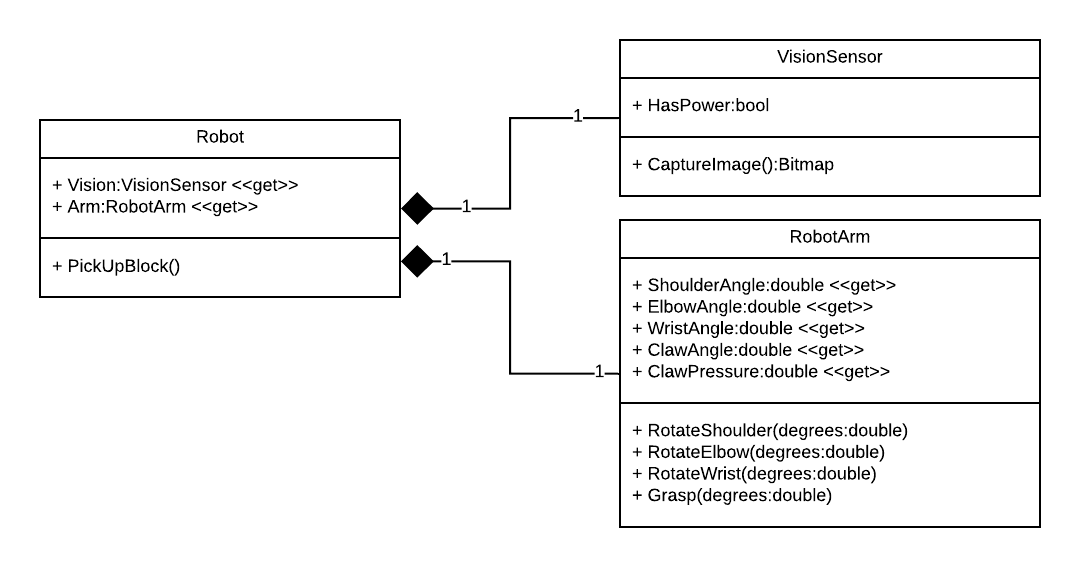 Robot
+ Vision:VisionSensor <<get>>
+ Arm:RobotArm <<get>>
+ PickUpBlock()
1
1
1
1
VisionSensor
+ HasPower:bool
+ CaptureImage():Bitmap
RobotArm
+ ShoulderAngle:double <<get>>
+ ElbowAngle:double <<get>>
+ WristAngle:double <<get>>
+ ClawAngle:double <<get>>
+ ClawPressure:double <<get>>
+ RotateShoulder(degrees:double)
+ RotateElbow(degrees:double)
+ RotateWrist(degrees:double)
+ Grasp(degrees:double)